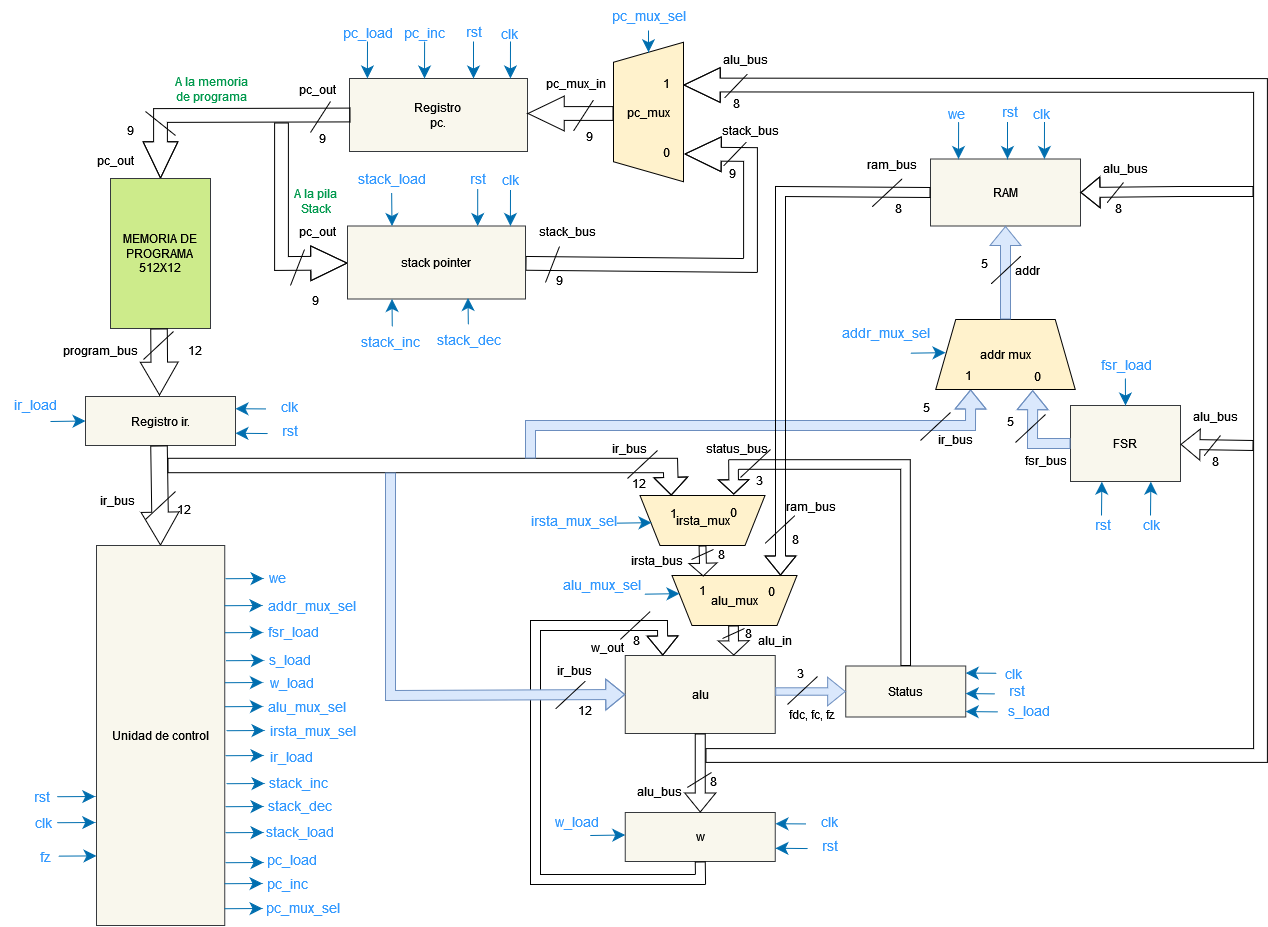 pc_mux_sel
pc_load
pc_inc
rst
clk
alu_bus
8
A la memoria
de programa
pc_out
9
Registro
pc.
pc_mux_in
9
1
pc_mux
0
stack_bus
9
9
pc_out
we
rst
clk
ram_bus
8
RAM
alu_bus
8
A la pila
Stack
pc_out
9
stack_load
rst
clk
stack pointer
stack_bus
9
stack_inc
stack_dec
MEMORIA DE
PROGRAMA
512X12
5
addr
program_bus
12
addr_mux_sel
addr mux
1
0
fsr_load
ir_load
Registro ir.
clk
rst
5
ir_bus
5
fsr_bus
FSR
alu_bus
8
rst
clk
ir_bus
12
ir_bus
12
status_bus
3
irsta_mux_sel
1
irsta_mux
0
ram_bus
8
irsta_bus
8
alu_mux_sel
1
alu_mux
0
w_out
8
8
alu_in
ir_bus
12
alu
3
fdc, fc, fz
Status
clk
rst
s_load
alu_bus
8
w_load
w
clk
rst
Unidad de control
rst
clk
fz
we
addr_mux_sel
fsr_load
s_load
w_load
alu_mux_sel
irsta_mux_sel
ir_load
stack_inc
stack_dec
stack_load
pc_load
pc_inc
pc_mux_sel